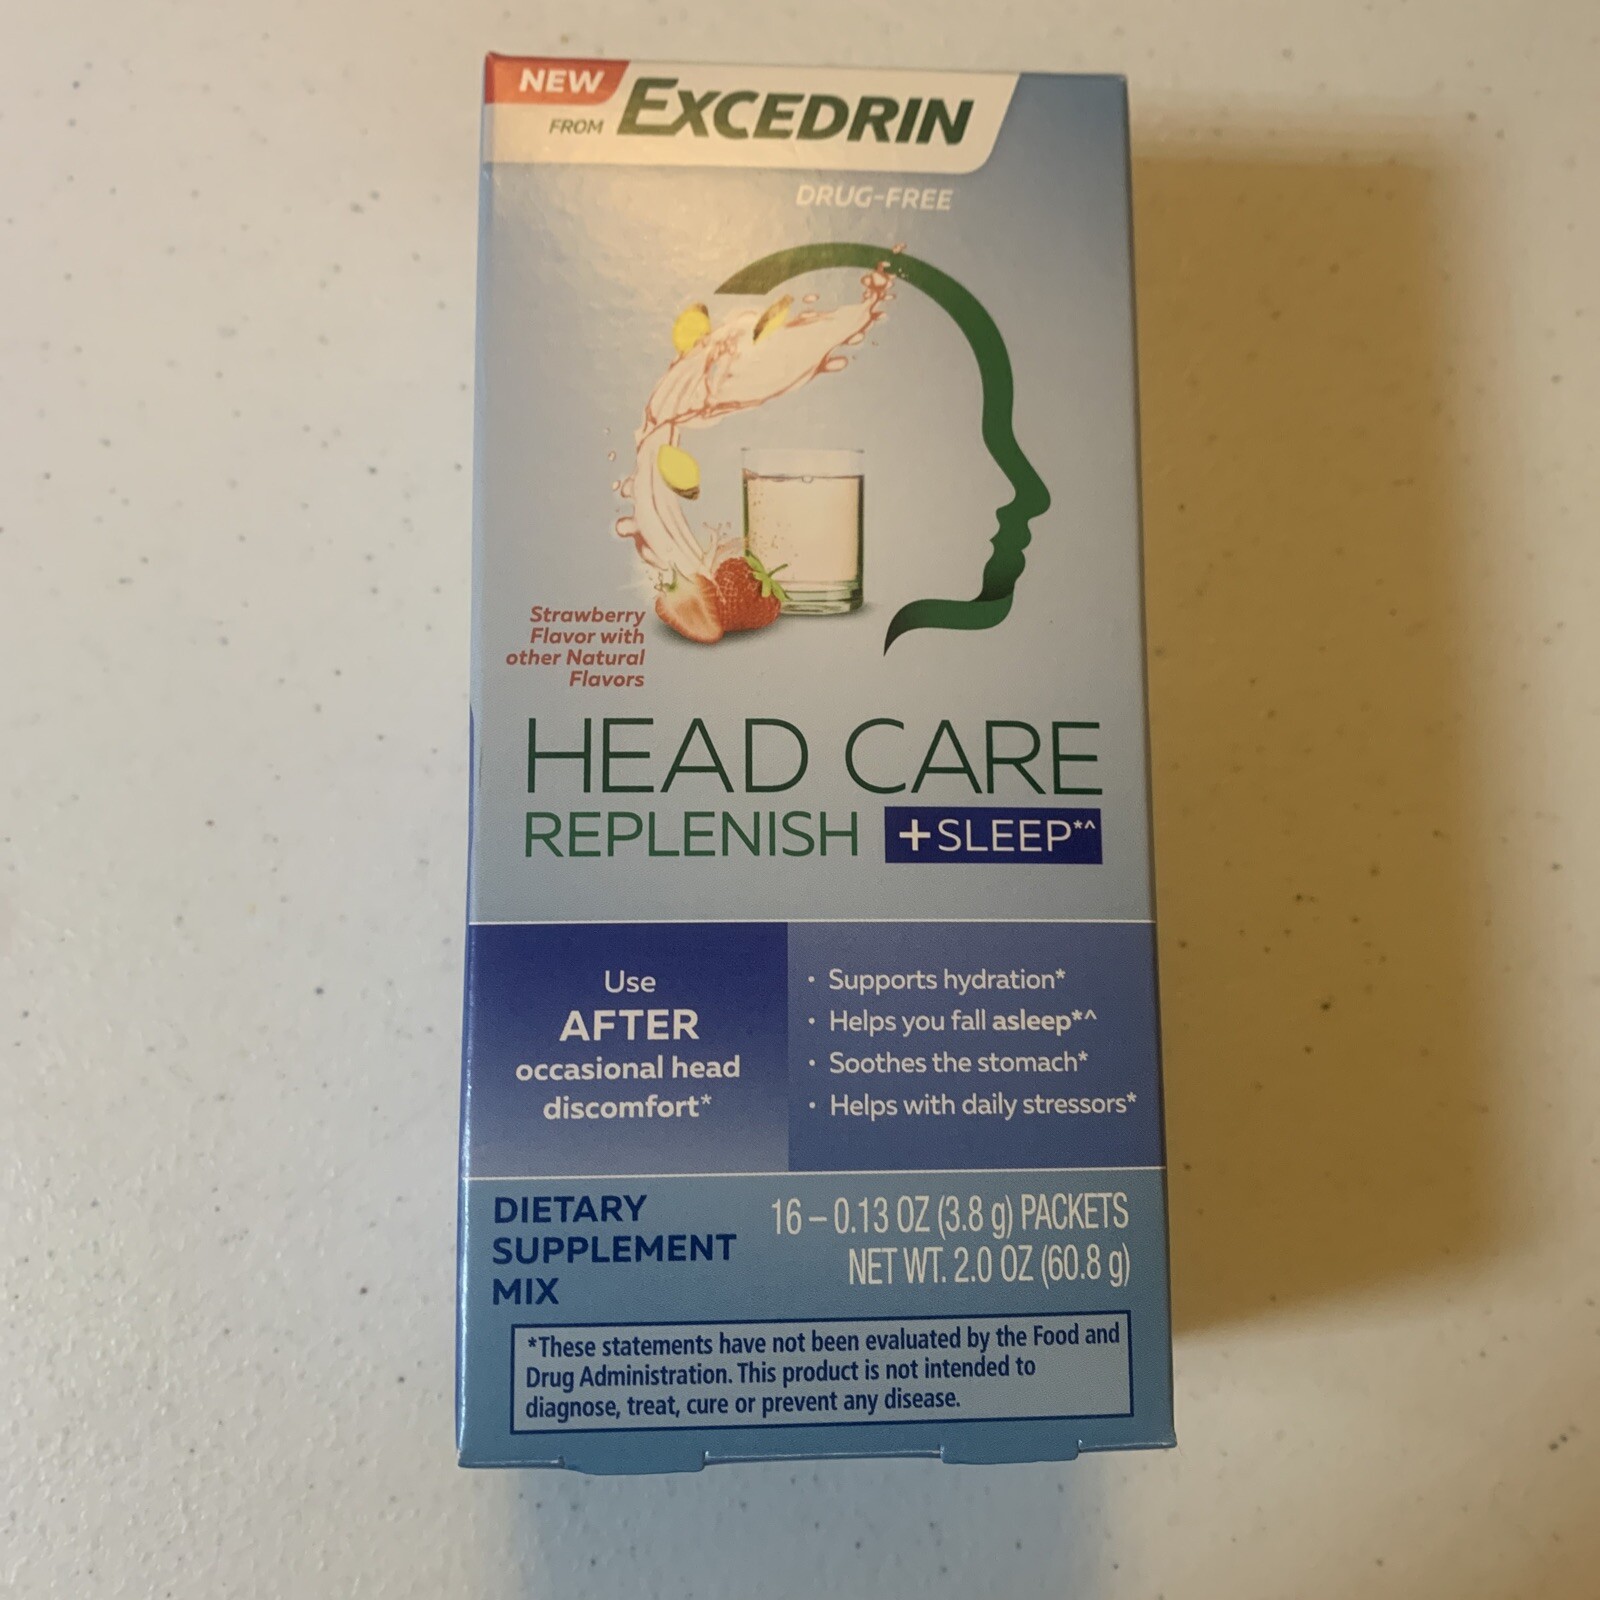 NEW
FROM EXCEDRIN
DRUG-FREE
Strawberry
Flavor with
other Natural
Flavors
HEAD CARE
REPLENISH +SLEEP*^
Use
AFTER
occasional head
discomfort*
• Supports hydration*
• Helps you fall asleep*^
• Soothes the stomach*
• Helps with daily stressors*
DIETARY
SUPPLEMENT
MIX
16 – 0.13 OZ (3.8 g) PACKETS
NET WT. 2.0 OZ (60.8 g)
*These statements have not been evaluated by the Food and
Drug Administration. This product is not intended to
diagnose, treat, cure or prevent any disease.